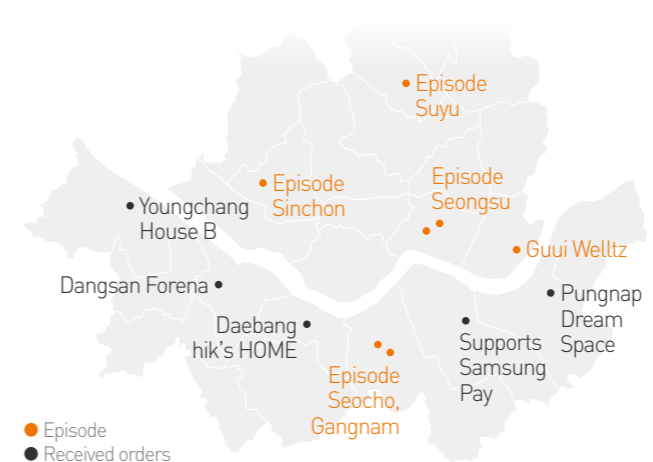 Episode
Suyu
Episode
Sinchon
Episode
Seongsu
Youngchang
House B
Guui Welltz
Dangsan Forena
Pungnap
Dream
Space
Daebang
hik's HOME
Supports
Samsung
Pay
Episode
Seocho,
Gangnam
Episode
Received orders